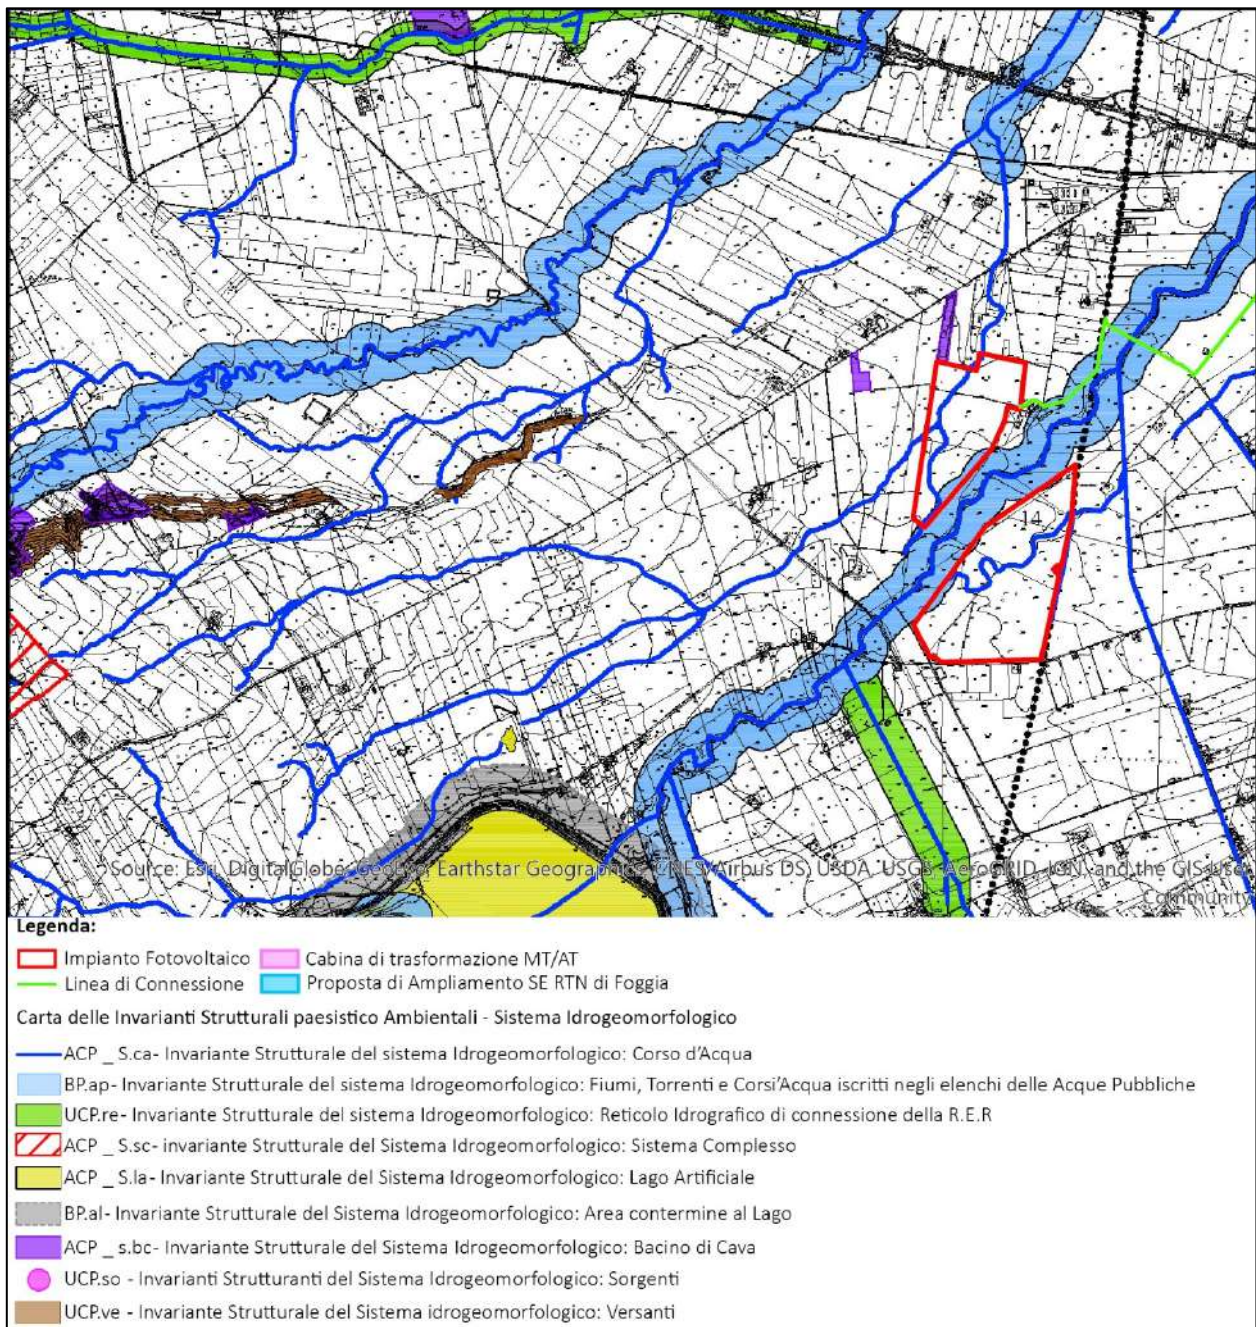 17
14
Source: Esri, DigitalGlobe, GeoEye, Earthstar Geographics, CNES/Airbus DS, USDA, USGS, AeroGRID, IGN, and the GIS User
Community
Legenda:
Impianto Fotovoltaico Cabina di trasformazione MT/AT
Linea di Connessione Proposta di Ampliamento SE RTN di Foggia
Carta delle Invarianti Strutturali paesistico Ambientali - Sistema Idrogeomorfologico
ACP _ S.ca- Invariante Strutturale del sistema Idrogeomorfologico: Corso d'Acqua
BP.ap- Invariante Strutturale del sistema Idrogeomorfologico: Fiumi, Torrenti e Corsi'Acqua iscritti negli elenchi delle Acque Pubbliche
UCP.re- Invariante Strutturale del sistema Idrogeomorfologico: Reticolo Idrografico di connessione della R.E.R
ACP _ S.sc- invariante Strutturale del Sistema Idrogeomorfologico: Sistema Complesso
ACP _ S.la- Invariante Strutturale del Sistema Idrogeomorfologico: Lago Artificiale
BP.al- Invariante Strutturale del Sistema Idrogeomorfologico: Area contermine al Lago
ACP _ s.bc- Invariante Strutturale del Sistema Idrogeomorfologico: Bacino di Cava
UCP.so - Invarianti Strutturanti del Sistema Idrogeomorfologico: Sorgenti
UCP.ve - Invariante Strutturale del Sistema idrogeomorfologico: Versanti